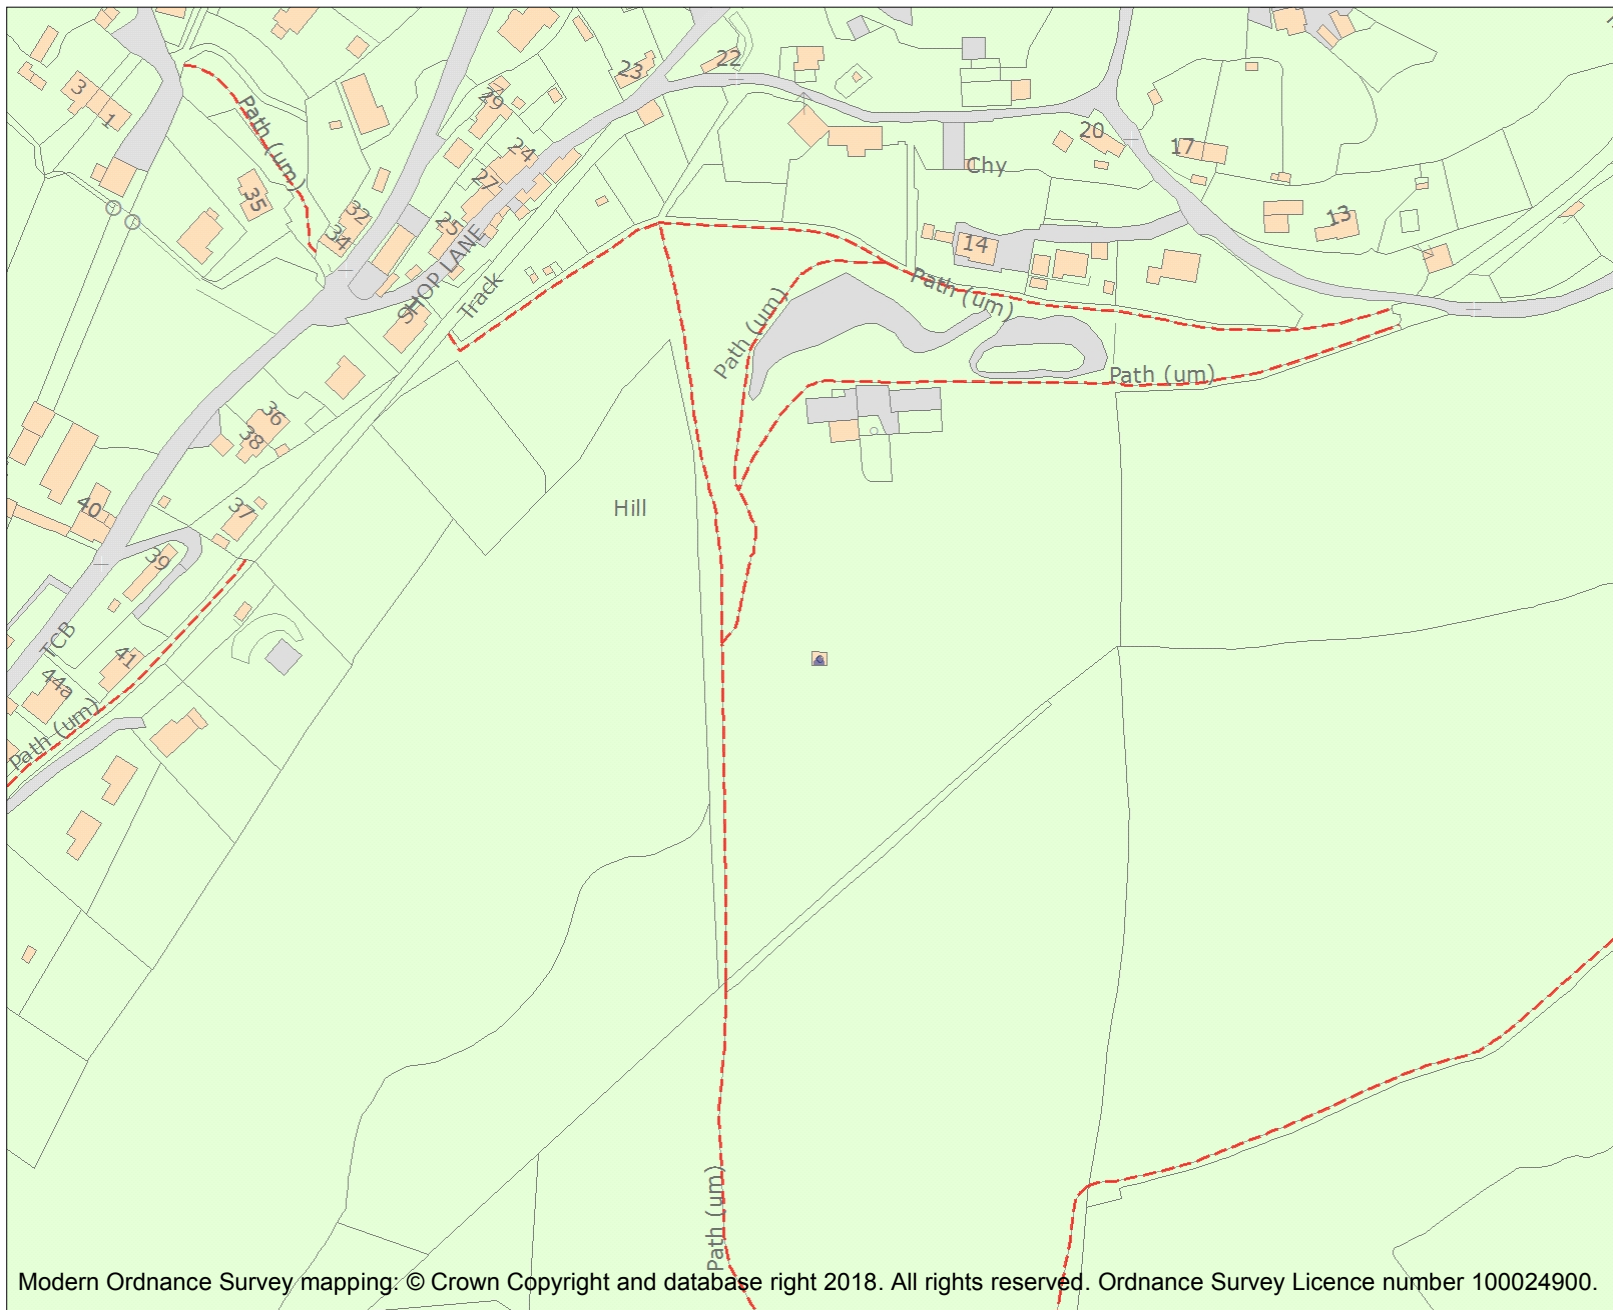 22
23
3
29
1
Path (um)
20
24
17
Chy
27
35
32
25
34
SHOP LANE
13
14
Track
Path (um)
Path (um)
Path (um)
36
38
Hill
40
37
39
TCB
41
44a
Path (um)
Path (um)
Modern Ordnance Survey mapping: © Crown Copyright and database right 2018. All rights reserved. Ordnance Survey Licence number 100024900.